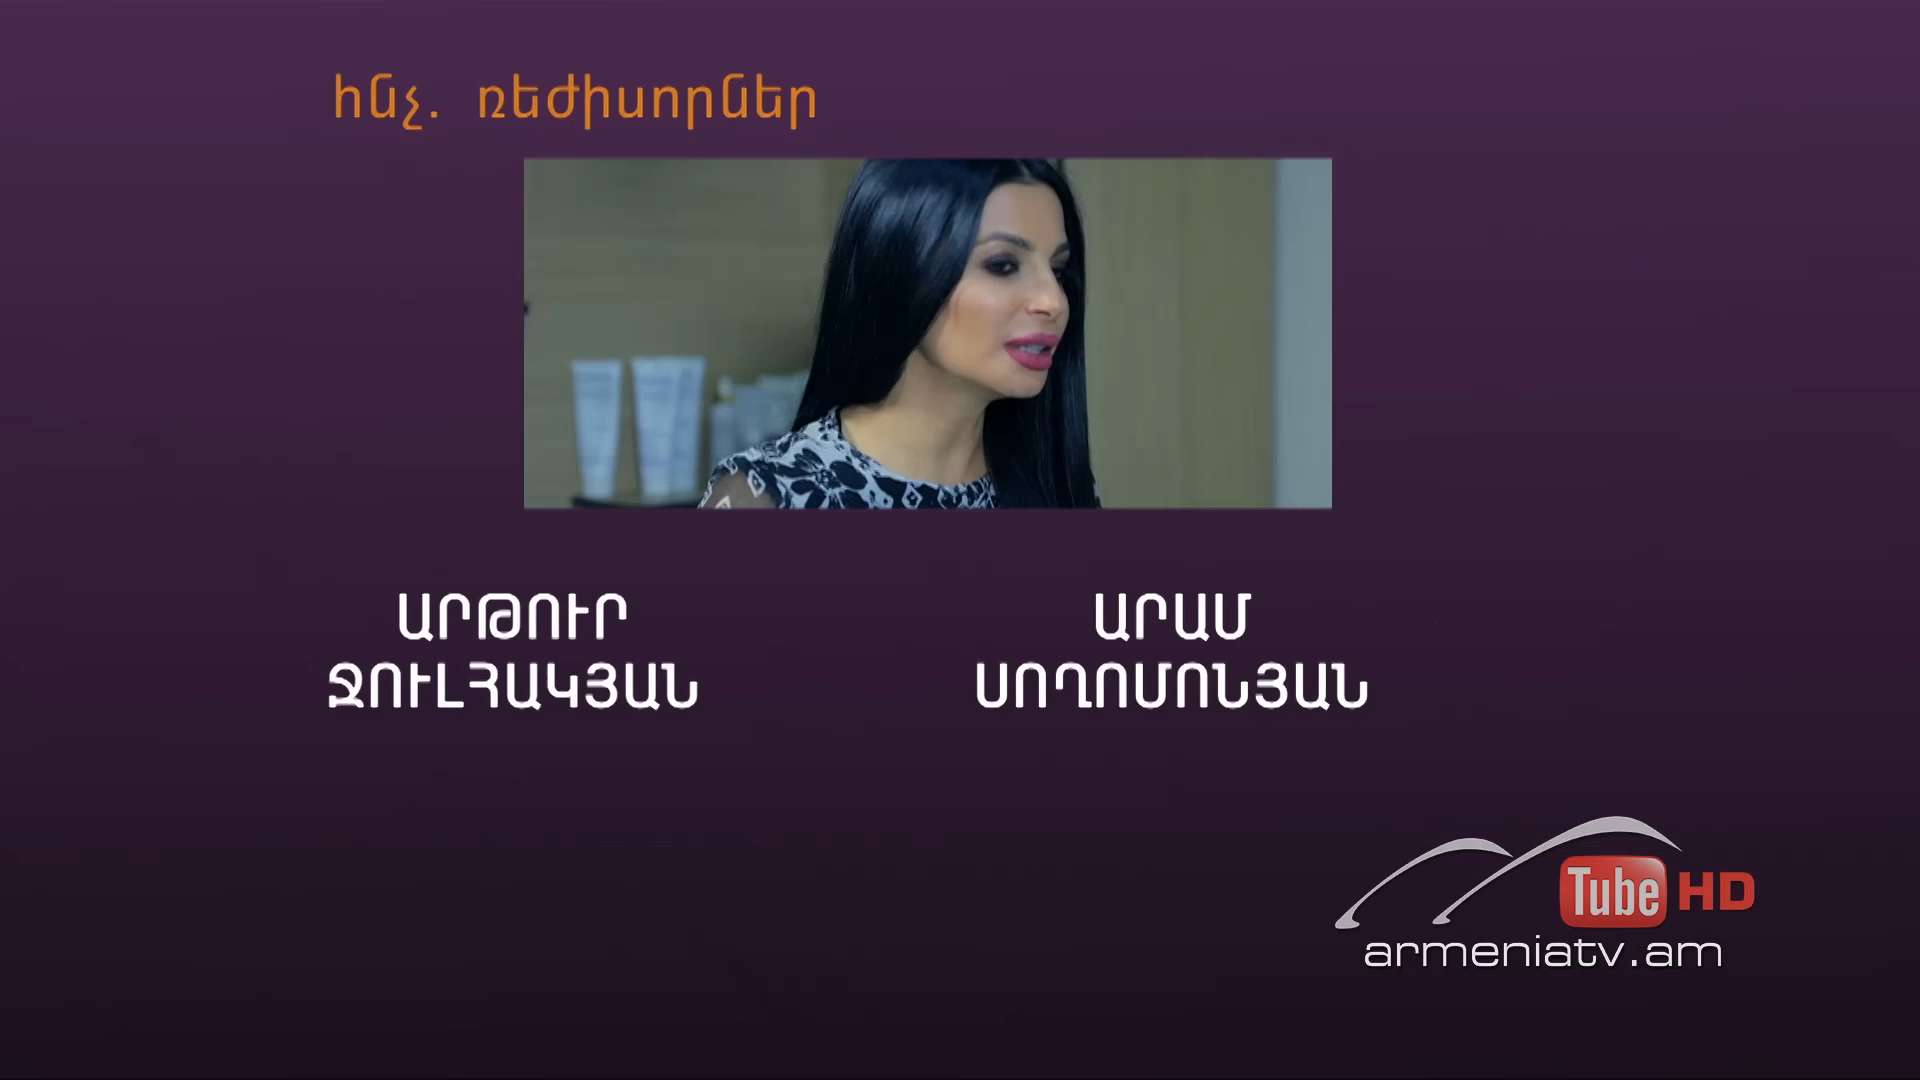 հնչ. ռեժիսորներ
ԱՐԹՈՒՐ
ՋՈՒԼՀԱԿՅԱՆ
ԱՐԱՄ
ՍՈՂՈՄՈՆՅԱՆ
Tube HD
armeniatv.am